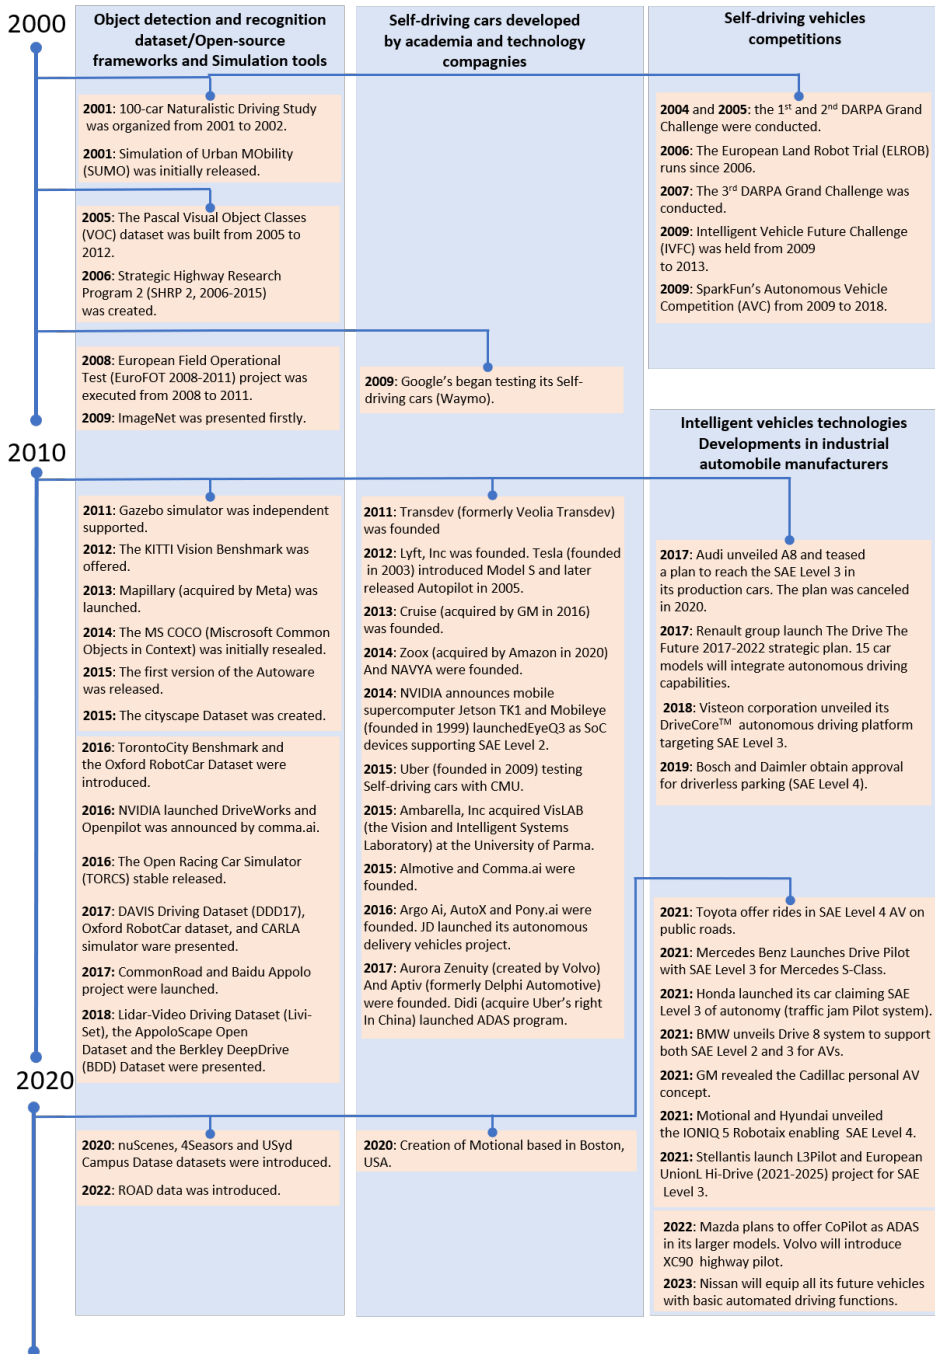 2000
Object detection and recognition
dataset/Open-source
frameworks and Simulation tools
Self-driving cars developed
by academia and technology
compagnies
Self-driving vehicles
competitions
2001: 100-car Naturalistic Driving Study
was organized from 2001 to 2002.
2001: Simulation of Urban MObility
(SUMO) was initially released.
2004 and 2005: the 1st and 2nd DARPA Grand
Challenge were conducted.
2006: The European Land Robot Trial (ELROB)
runs since 2006.
2007: The 3rd DARPA Grand Challenge was
conducted.
2009: Intelligent Vehicle Future Challenge
(IVFC) was held from 2009
to 2013.
2009: SparkFun's Autonomous Vehicle
Competition (AVC) from 2009 to 2018.
2005: The Pascal Visual Object Classes
(VOC) dataset was built from 2005 to
2012.
2006: Strategic Highway Research
Program 2 (SHRP 2, 2006-2015)
was created.
2008: European Field Operational
Test (EuroFOT 2008-2011) project was
executed from 2008 to 2011.
2009: ImageNet was presented firstly.
2009: Google's began testing its Self-
driving cars (Waymo).
2010
Intelligent vehicles technologies
Developments in industrial
automobile manufacturers
2011: Gazebo simulator was independent
supported.
2012: The KITTI Vision Benshmark was
offered.
2013: Mapillary (acquired by Meta) was
launched.
2014: The MS COCO (Miscrosoft Common
Objects in Context) was initially resealed.
2015: The first version of the Autoware
was released.
2015: The cityscape Dataset was created.
2016: TorontoCity Benshmark and
the Oxford RobotCar Dataset were
introduced.
2016: NVIDIA launched DriveWorks and
Openpilot was announced by comma.ai.
2016: The Open Racing Car Simulator
(TORCS) stable released.
2017: DAVIS Driving Dataset (DDD17),
Oxford RobotCar dataset, and CARLA
simulator ware presented.
2017: CommonRoad and Baidu Appolo
project were launched.
2018: Lidar-Video Driving Dataset (Livi-
Set), the AppoloScape Open
Dataset and the Berkley DeepDrive
(BDD) Dataset were presented.
2011: Transdev (formerly Veolia Transdev)
was founded
2012: Lyft, Inc was founded. Tesla (founded
in 2003) introduced Model S and later
released Autopilot in 2005.
2013: Cruise (acquired by GM in 2016)
was founded.
2014: Zoox (acquired by Amazon in 2020)
And NAVYA were founded.
2014: NVIDIA announces mobile
supercomputer Jetson TK1 and Mobileye
(founded in 1999) launchedEyeQ3 as SoC
devices supporting SAE Level 2.
2015: Uber (founded in 2009) testing
Self-driving cars with CMU.
2015: Ambarella, Inc acquired VisLAB
(the Vision and Intelligent Systems
Laboratory) at the University of Parma.
2015: Almotive and Comma.ai were
founded.
2016: Argo Ai, AutoX and Pony.ai were
founded. JD launched its autonomous
delivery vehicles project.
2017: Aurora Zenuity (created by Volvo)
And Aptiv (formerly Delphi Automotive)
were founded. Didi (acquire Uber's right
In China) launched ADAS program.
2017: Audi unveiled A8 and teased
a plan to reach the SAE Level 3 in
its production cars. The plan was canceled
in 2020.
2017: Renault group launch The Drive The
Future 2017-2022 strategic plan. 15 car
models will integrate autonomous driving
capabilities.
2018: Visteon corporation unveiled its
DriveCoreTM autonomous driving platform
targeting SAE Level 3.
2019: Bosch and Daimler obtain approval
for driverless parking (SAE Level 4).
2020
2020: nuScenes, 4Seasors and USyd
Campus Datase datasets were introduced.
2022: ROAD data was introduced.
2020: Creation of Motional based in Boston,
USA.
2021: Toyota offer rides in SAE Level 4 AV on
public roads.
2021: Mercedes Benz Launches Drive Pilot
with SAE Level 3 for Mercedes S-Class.
2021: Honda launched its car claiming SAE
Level 3 of autonomy (traffic jam Pilot system).
2021: BMW unveils Drive 8 system to support
both SAE Level 2 and 3 for AVs.
2021: GM revealed the Cadillac personal AV
concept.
2021: Motional and Hyundai unveiled
the IONIQ 5 Robotaix enabling SAE Level 4.
2021: Stellantis launch L3Pilot and European
UnionL Hi-Drive (2021-2025) project for SAE
Level 3.
2022: Mazda plans to offer CoPilot as ADAS
in its larger models. Volvo will introduce
XC90 highway pilot.
2023: Nissan will equip all its future vehicles
with basic automated driving functions.